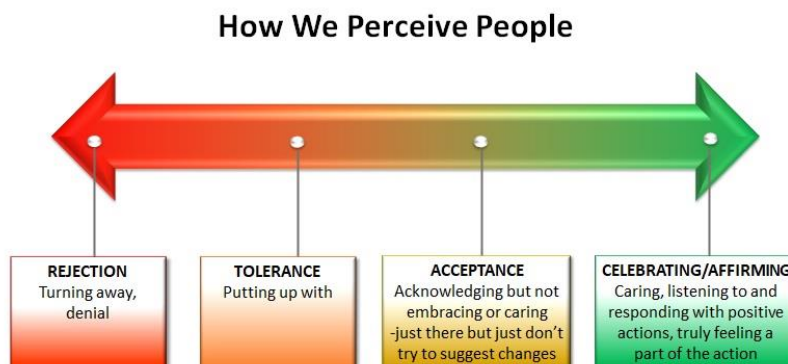 How We Perceive People
REJECTION
Turning away,
denial
TOLERANCE
Putting up with
ACCEPTANCE
Acknowledging but not
embracing or caring
-just there but just don’t
try to suggest changes
CELEBRATING/AFFIRMING
Caring, listening to and
responding with positive
actions, truly feeling a
part of the action